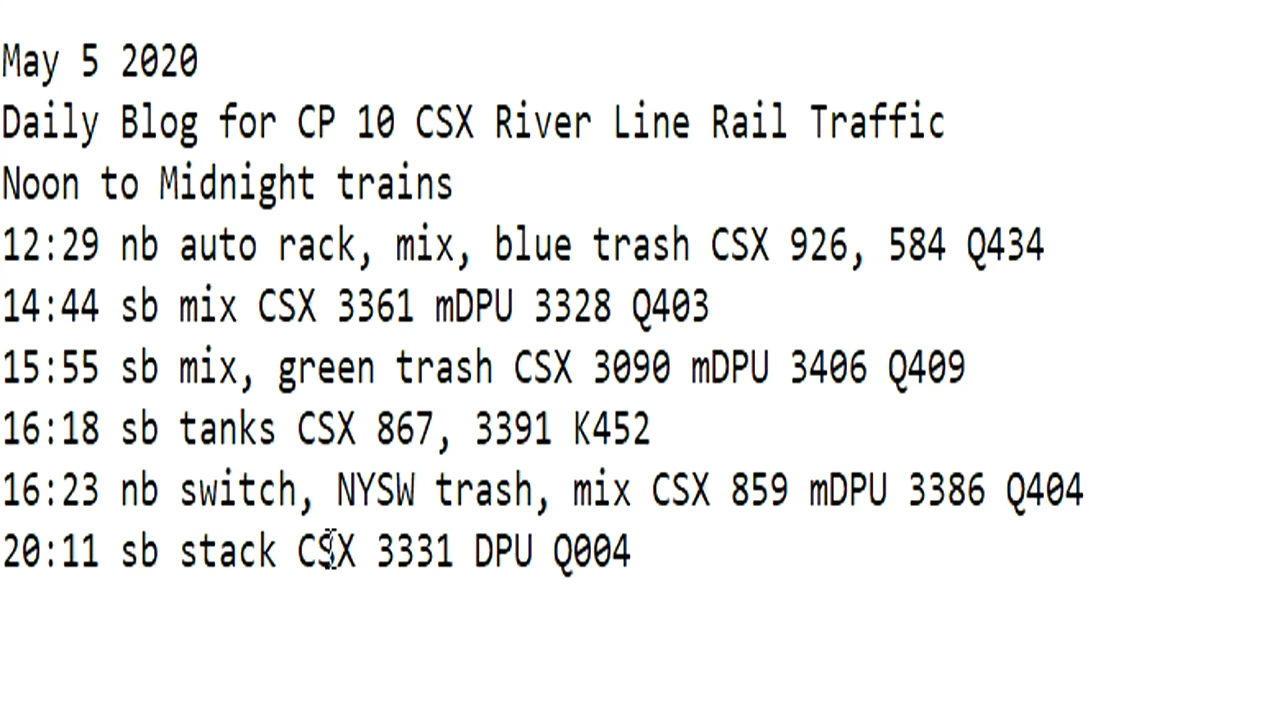 May 5 2020
Daily Blog for CP 10 CSX River Line Rail Traffic
Noon to Midnight trains
12:29 nb auto rack, mix, blue trash CSX 926, 584 Q434
14:44 sb mix CSX 3361 mDPU 3328 Q403
15:55 sb mix, green trash CSX 3090 mDPU 3406 Q409
16:18 sb tanks CSX 867, 3391 K452
16:23 nb switch, NYSW trash, mix CSX 859 mDPU 3386 Q404
20:11 sb stack CSX 3331 DPU Q004